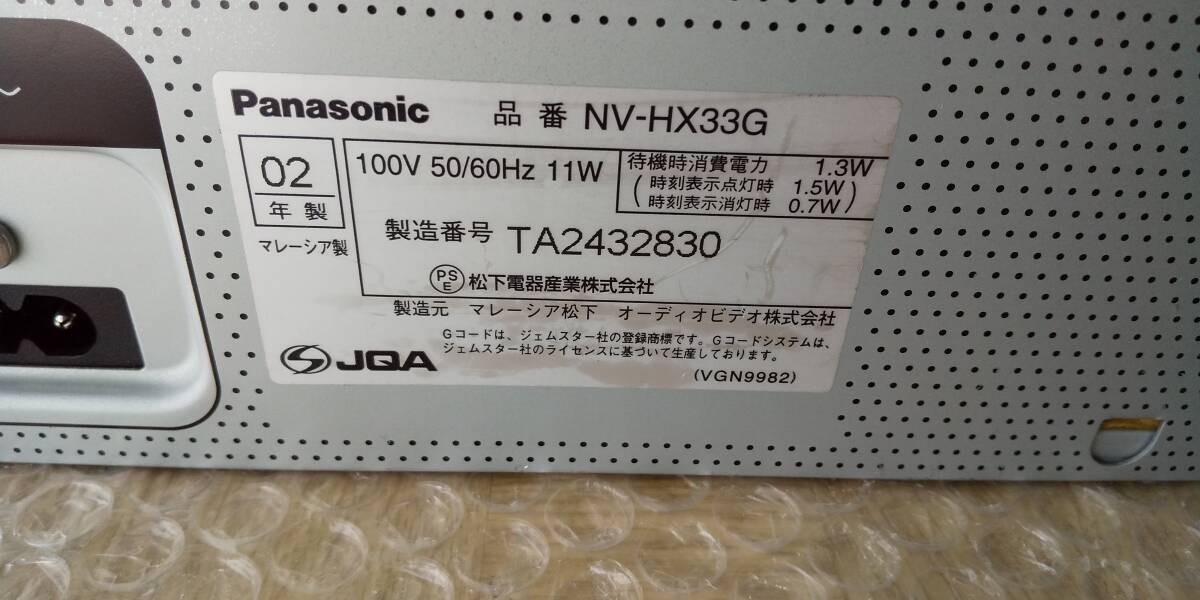 Panasonic 品番 NV-HX33G
02
年製
マレーシア製
100V 50/60Hz 11W
待機時消費電力 1.3W
(時刻表示点灯時 1.5W)
(時刻表示消灯時 0.7W)
製造番号 TA2432830
PSE 松下電器産業株式会社
製造元 マレーシア松下 オーディオビデオ株式会社
Gコードは、ジェムスター社の登録商標です。Gコードシステムは、
ジェムスター社のライセンスに基づいて生産しております。
JQA
(VGN9982)